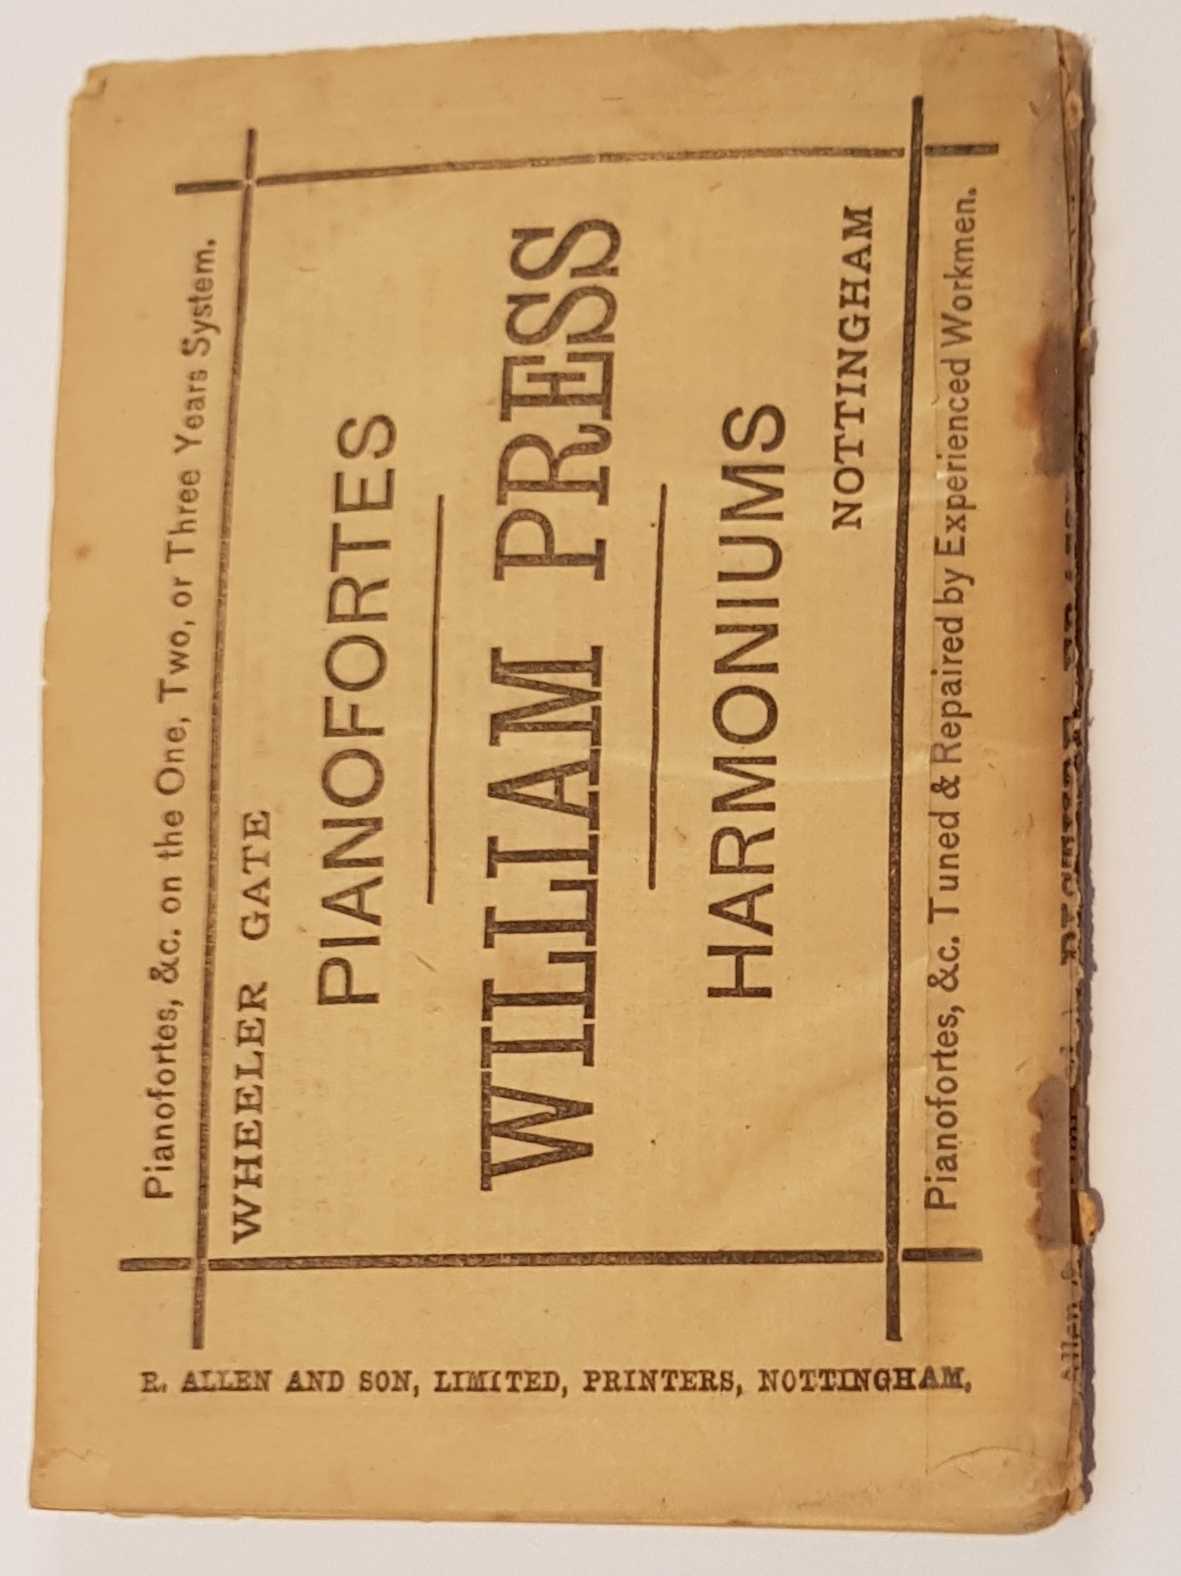 Pianofortes, &c. on the One, Two, or Three Years System.
WHEELER GATE
PIANOFORTES
WILLIAM PRESS
HARMONIUMS
NOTTINGHAM
Pianofortes, &c. Tuned & Repaired by Experienced Workmen.
R. ALLEN AND SON, LIMITED, PRINTERS, NOTTINGHAM,
Allen &